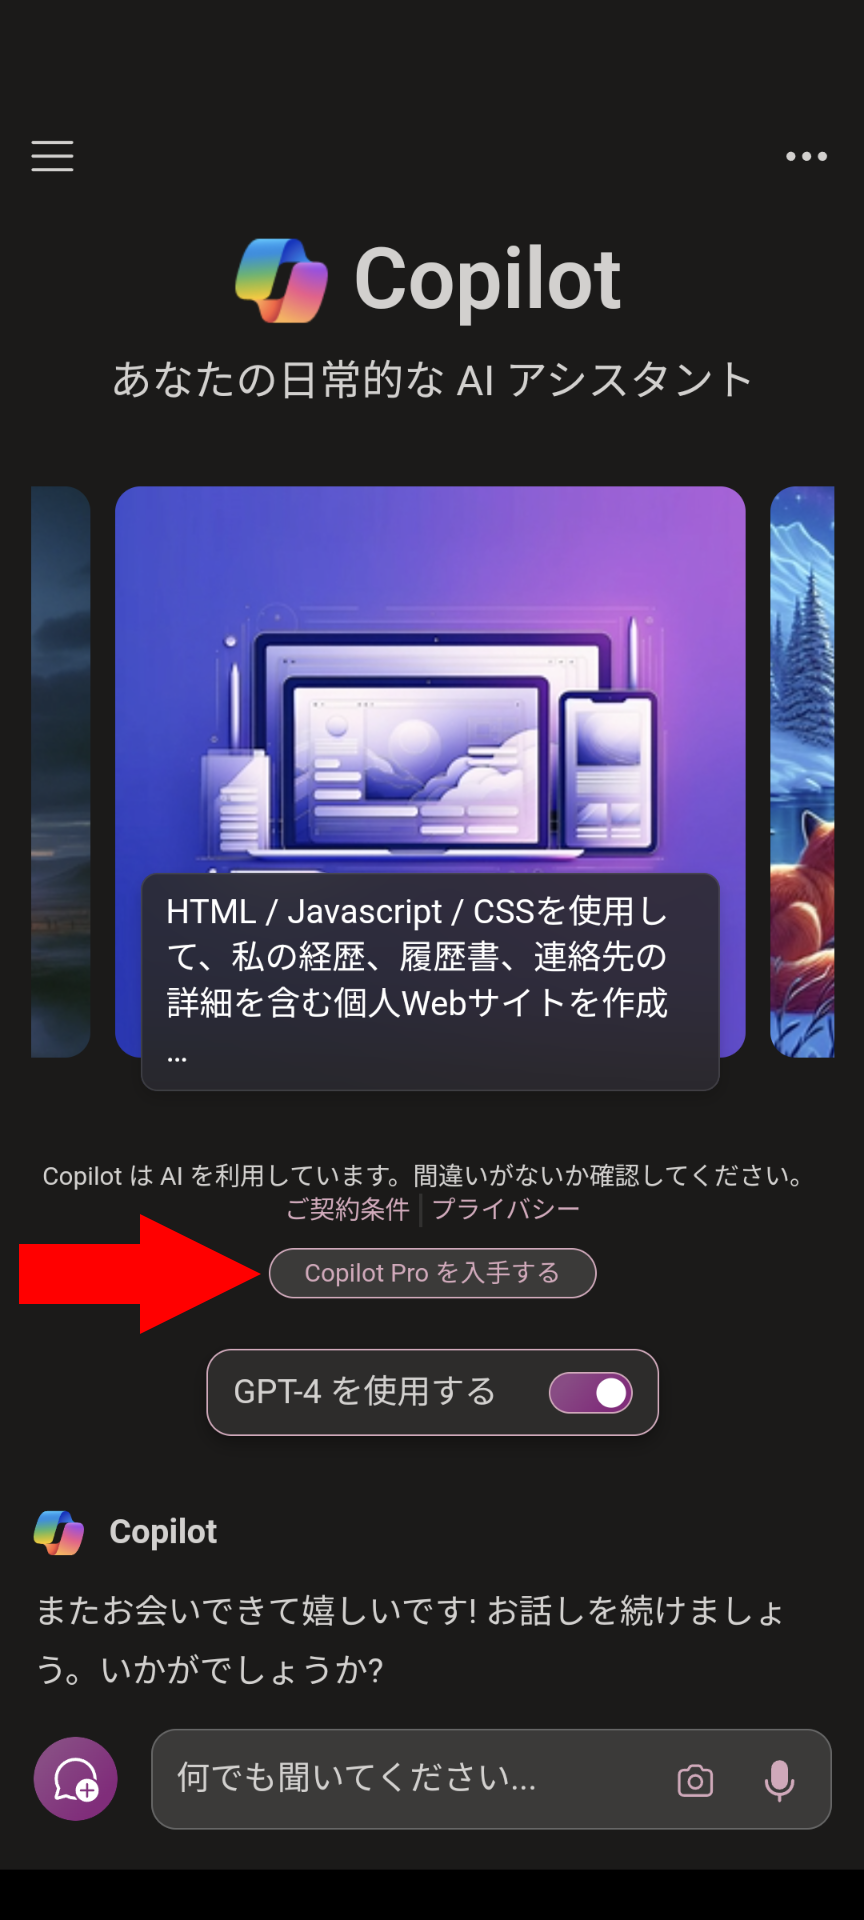 Copilot
あなたの日常的な AI アシスタント
HTML / Javascript / CSSを使用し
て、私の経歴、履歴書、連絡先の
詳細を含む個人Webサイトを作成
...
Copilot は AI を利用しています。間違いがないか確認してください。
ご契約条件 | プライバシー
Copilot Pro を入手する
GPT-4 を使用する
Copilot
またお会いできて嬉しいです! お話しを続けましょ
う。いかがでしょうか?
何でも聞いてください...